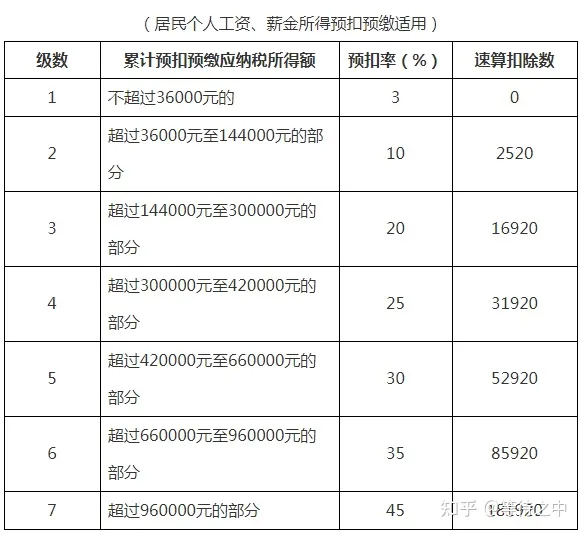 （居民个人工资、薪金所得预扣预缴适用）
级数 累计预扣预缴应纳税所得额 预扣率（%） 速算扣除数
1 不超过36000元的 3 0
2 超过36000元至144000元的部分 10 2520
3 超过144000元至300000元的部分 20 16920
4 超过300000元至420000元的部分 25 31920
5 超过420000元至660000元的部分 30 52920
6 超过660000元至960000元的部分 35 85920
7 超过960000元的部分 45
知乎